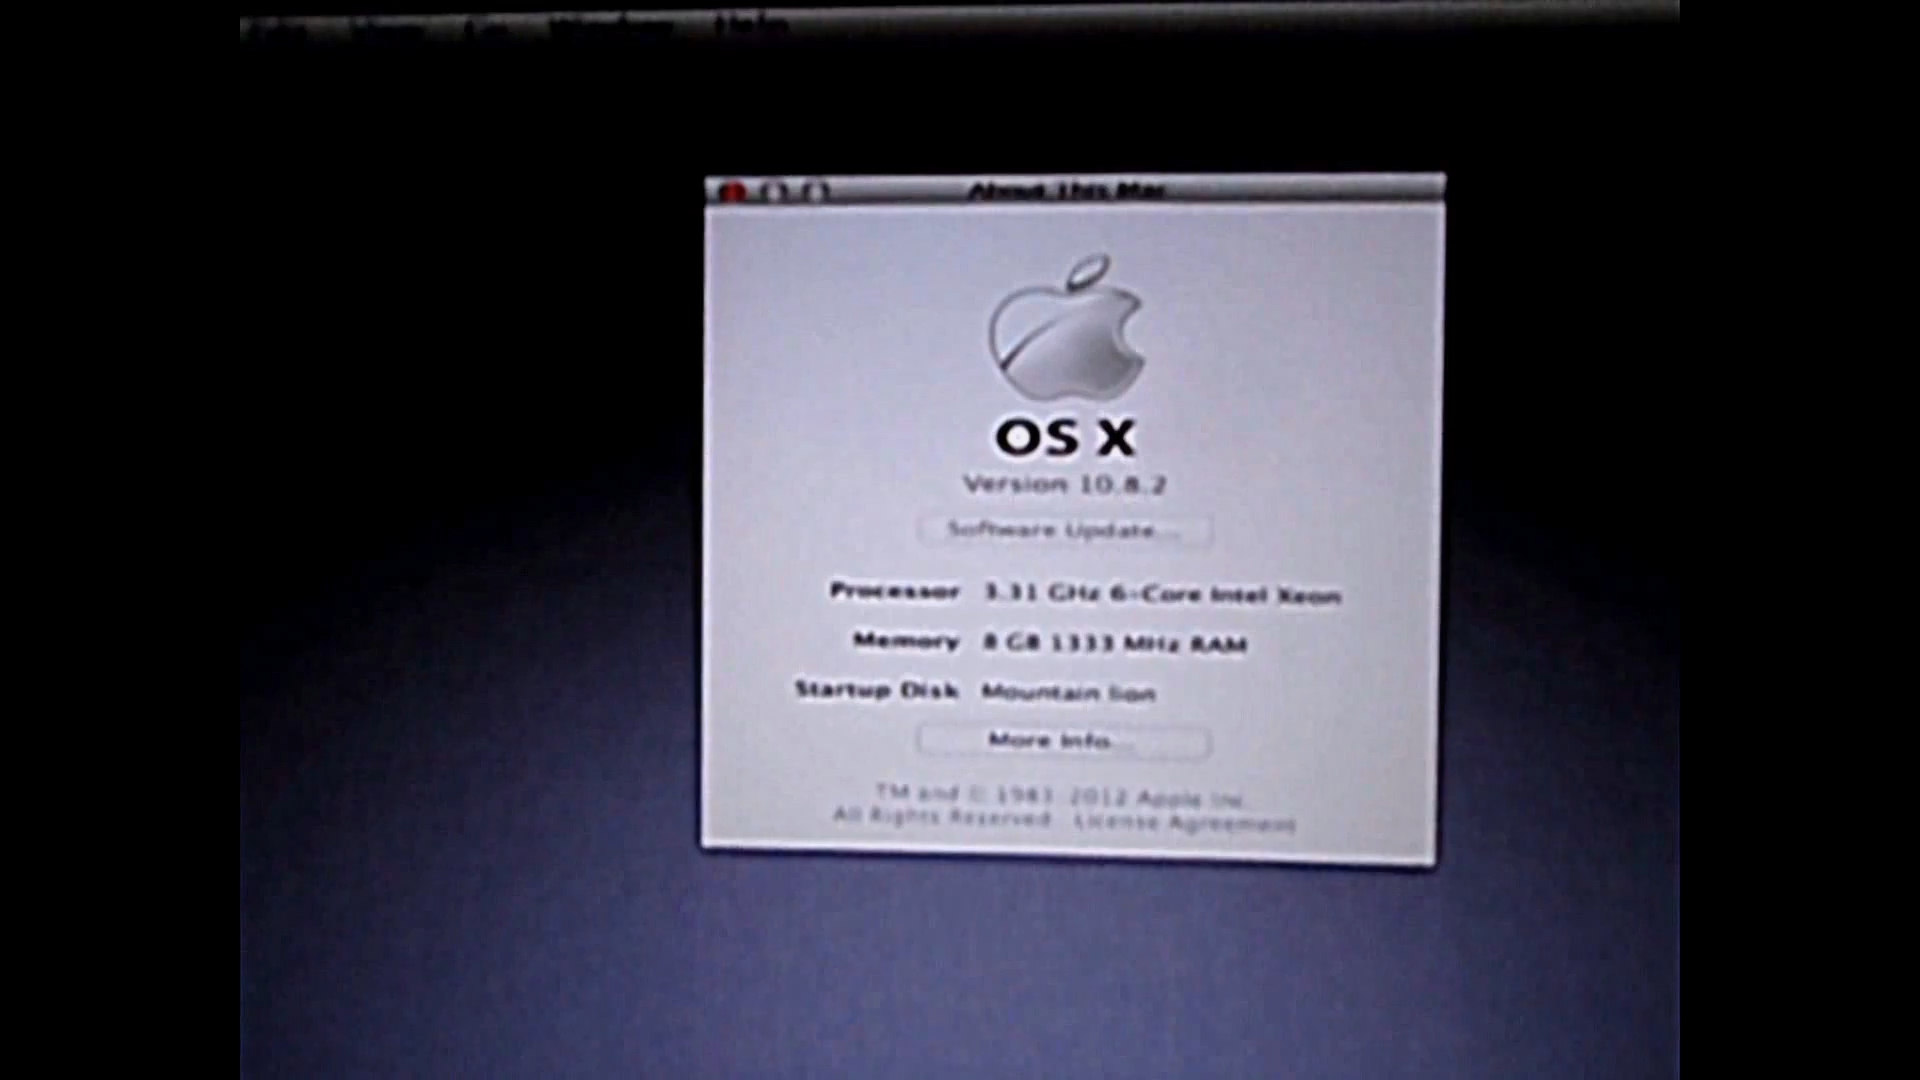 Help
About This Mac
OS X
Version 10.8.2
Software Update...
Processor 3.31 GHz 6-Core Intel Xeon
Memory 8 GB 1333 MHz RAM
Startup Disk Mountain lion
More Info...
TM and © 1983-2012 Apple Inc.
All Rights Reserved. License Agreement